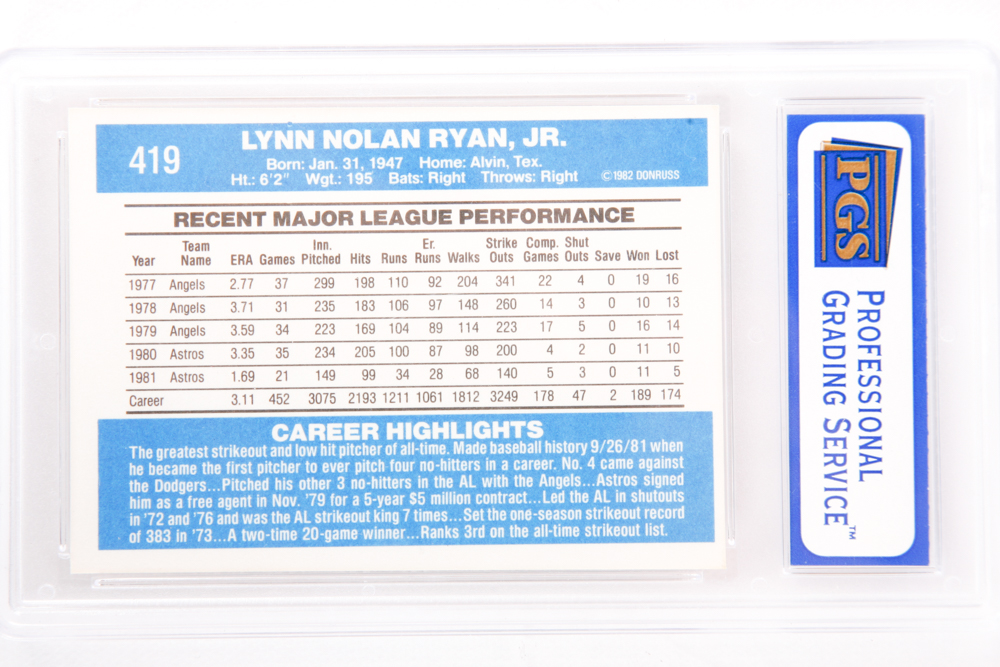 419
LYNN NOLAN RYAN, JR.
Born: Jan. 31, 1947 Home: Alvin, Tex.
Ht.: 6'2" Wgt.: 195 Bats: Right Throws: Right ©1982 DONRUSS
RECENT MAJOR LEAGUE PERFORMANCE
Year Team Name ERA Games Inn. Pitched Hits Runs Er. Runs Walks Strike Outs Comp. Games Shut Outs Save Won Lost
1977 Angels 2.77 37 299 198 110 92 204 341 22 4 0 19 16
1978 Angels 3.71 31 235 183 106 97 148 260 14 3 0 10 13
1979 Angels 3.59 34 223 169 104 89 114 223 17 5 0 16 14
1980 Astros 3.35 35 234 205 100 87 98 200 4 2 0 11 10
1981 Astros 1.69 21 149 99 34 28 68 140 5 3 0 11 5
Career 3.11 452 3075 2193 1211 1061 1812 3249 178 47 2 189 174
CAREER HIGHLIGHTS
The greatest strikeout and low hit pitcher of all-time. Made baseball history 9/26/81 when
he became the first pitcher to ever pitch four no-hitters in a career. No. 4 came against
the Dodgers...Pitched his other 3 no-hitters in the AL with the Angels...Astros signed
him as a free agent in Nov. '79 for a 5-year $5 million contract...Led the AL in shutouts
in '72 and '76 and was the AL strikeout king 7 times...Set the one-season strikeout record
of 383 in '73...A two-time 20-game winner...Ranks 3rd on the all-time strikeout list.
PGS
PROFESSIONAL
GRADING SERVICE™